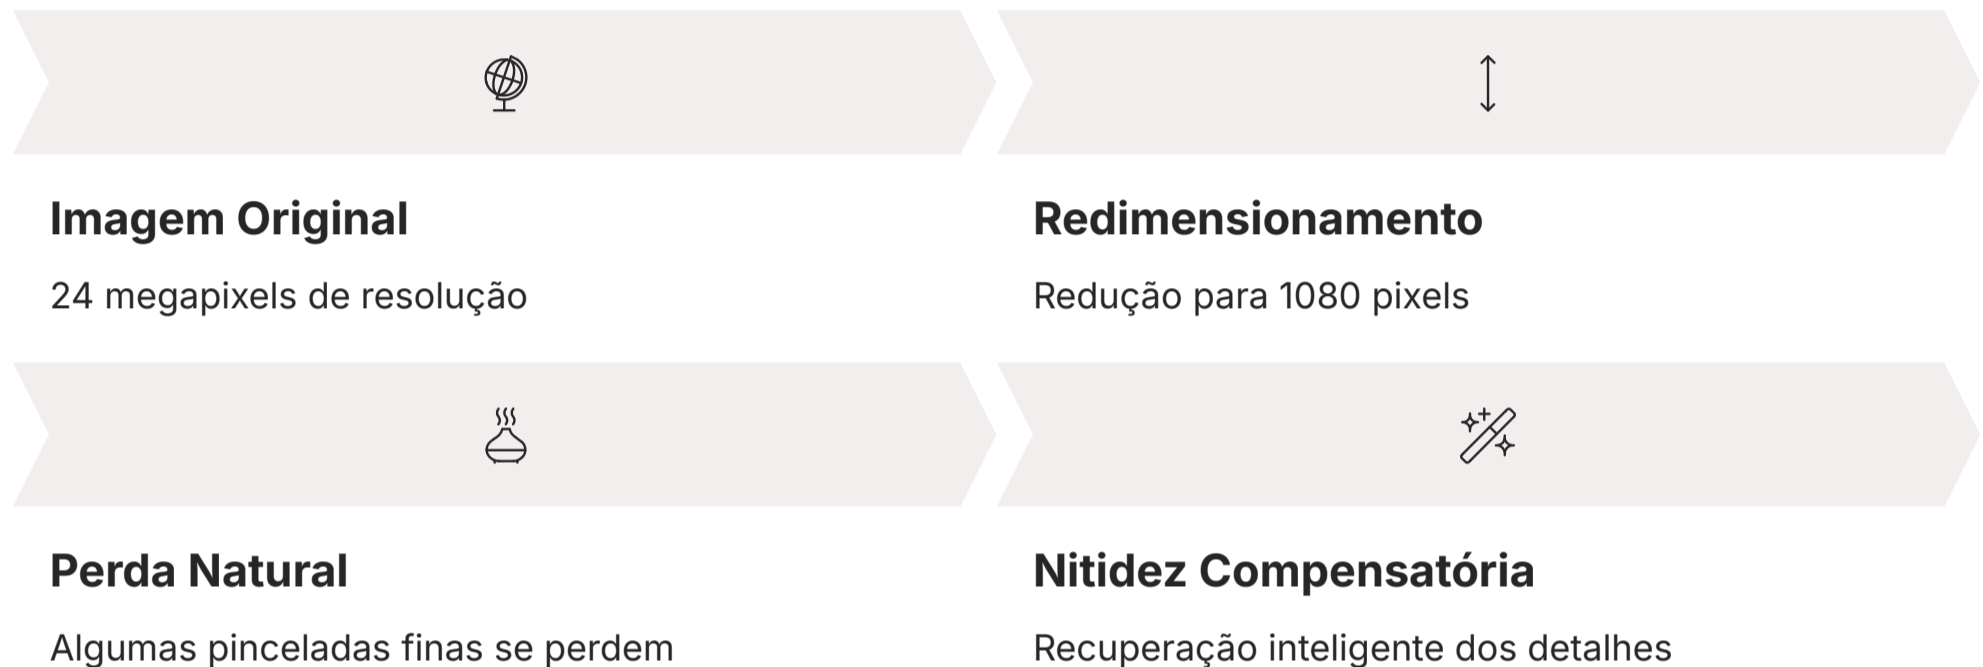 Imagem Original
24 megapixels de resolução
Redimensionamento
Redução para 1080 pixels
Perda Natural
Algumas pinceladas finas se perdem
Nitidez Compensatória
Recuperação inteligente dos detalhes